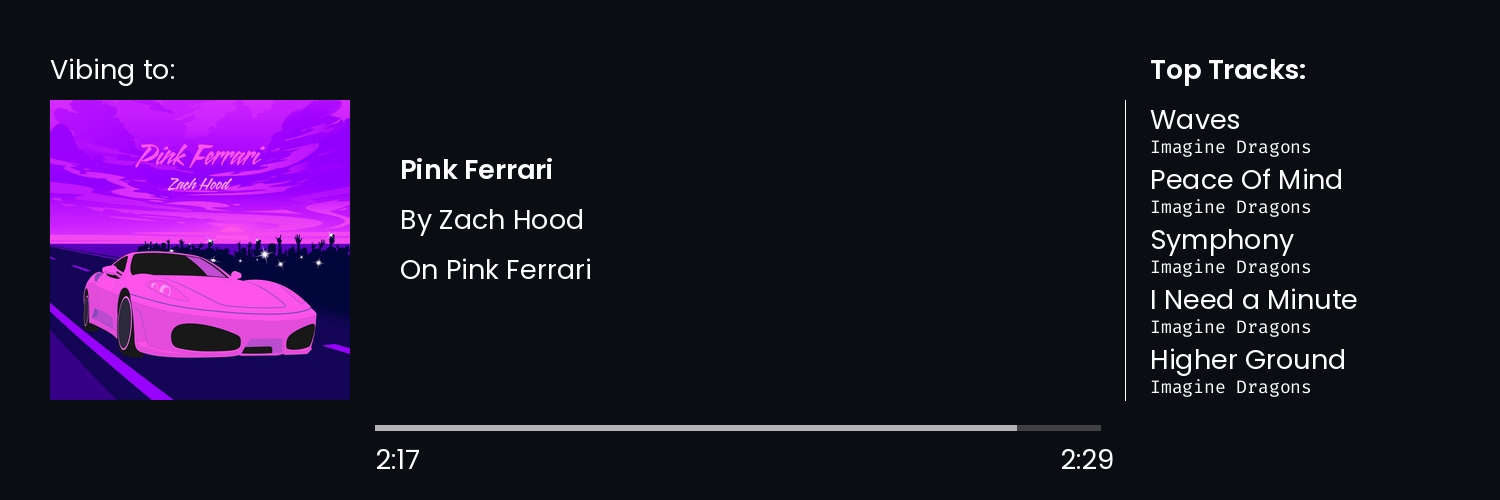 Vibing to:
Pink Ferrari
Zach Hood
Pink Ferrari
By Zach Hood
On Pink Ferrari
2:17
2:29
Top Tracks:
Waves
Imagine Dragons
Peace Of Mind
Imagine Dragons
Symphony
Imagine Dragons
I Need a Minute
Imagine Dragons
Higher Ground
Imagine Dragons